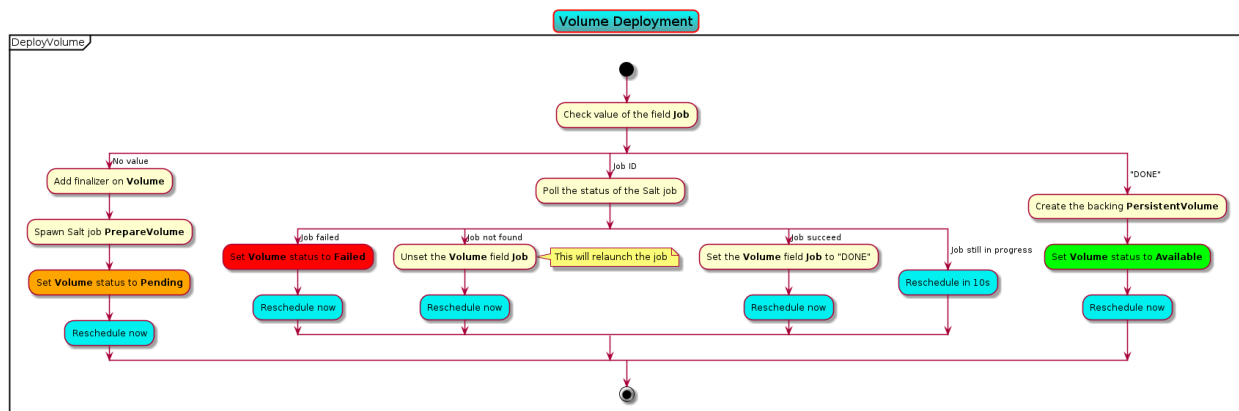 Volume Deployment
DeployVolume
Check value of the field Job
No value
Add finalizer on Volume
Spawn Salt job PrepareVolume
Set Volume status to Pending
Reschedule now
Job ID
Poll the status of the Salt job
Job failed
Set Volume status to Failed
Reschedule now
Job not found
Unset the Volume field Job
This will relaunch the job
Reschedule now
Job succeed
Set the Volume field Job to "DONE"
Reschedule now
Job still in progress
Reschedule in 10s
"DONE"
Create the backing PersistentVolume
Set Volume status to Available
Reschedule now